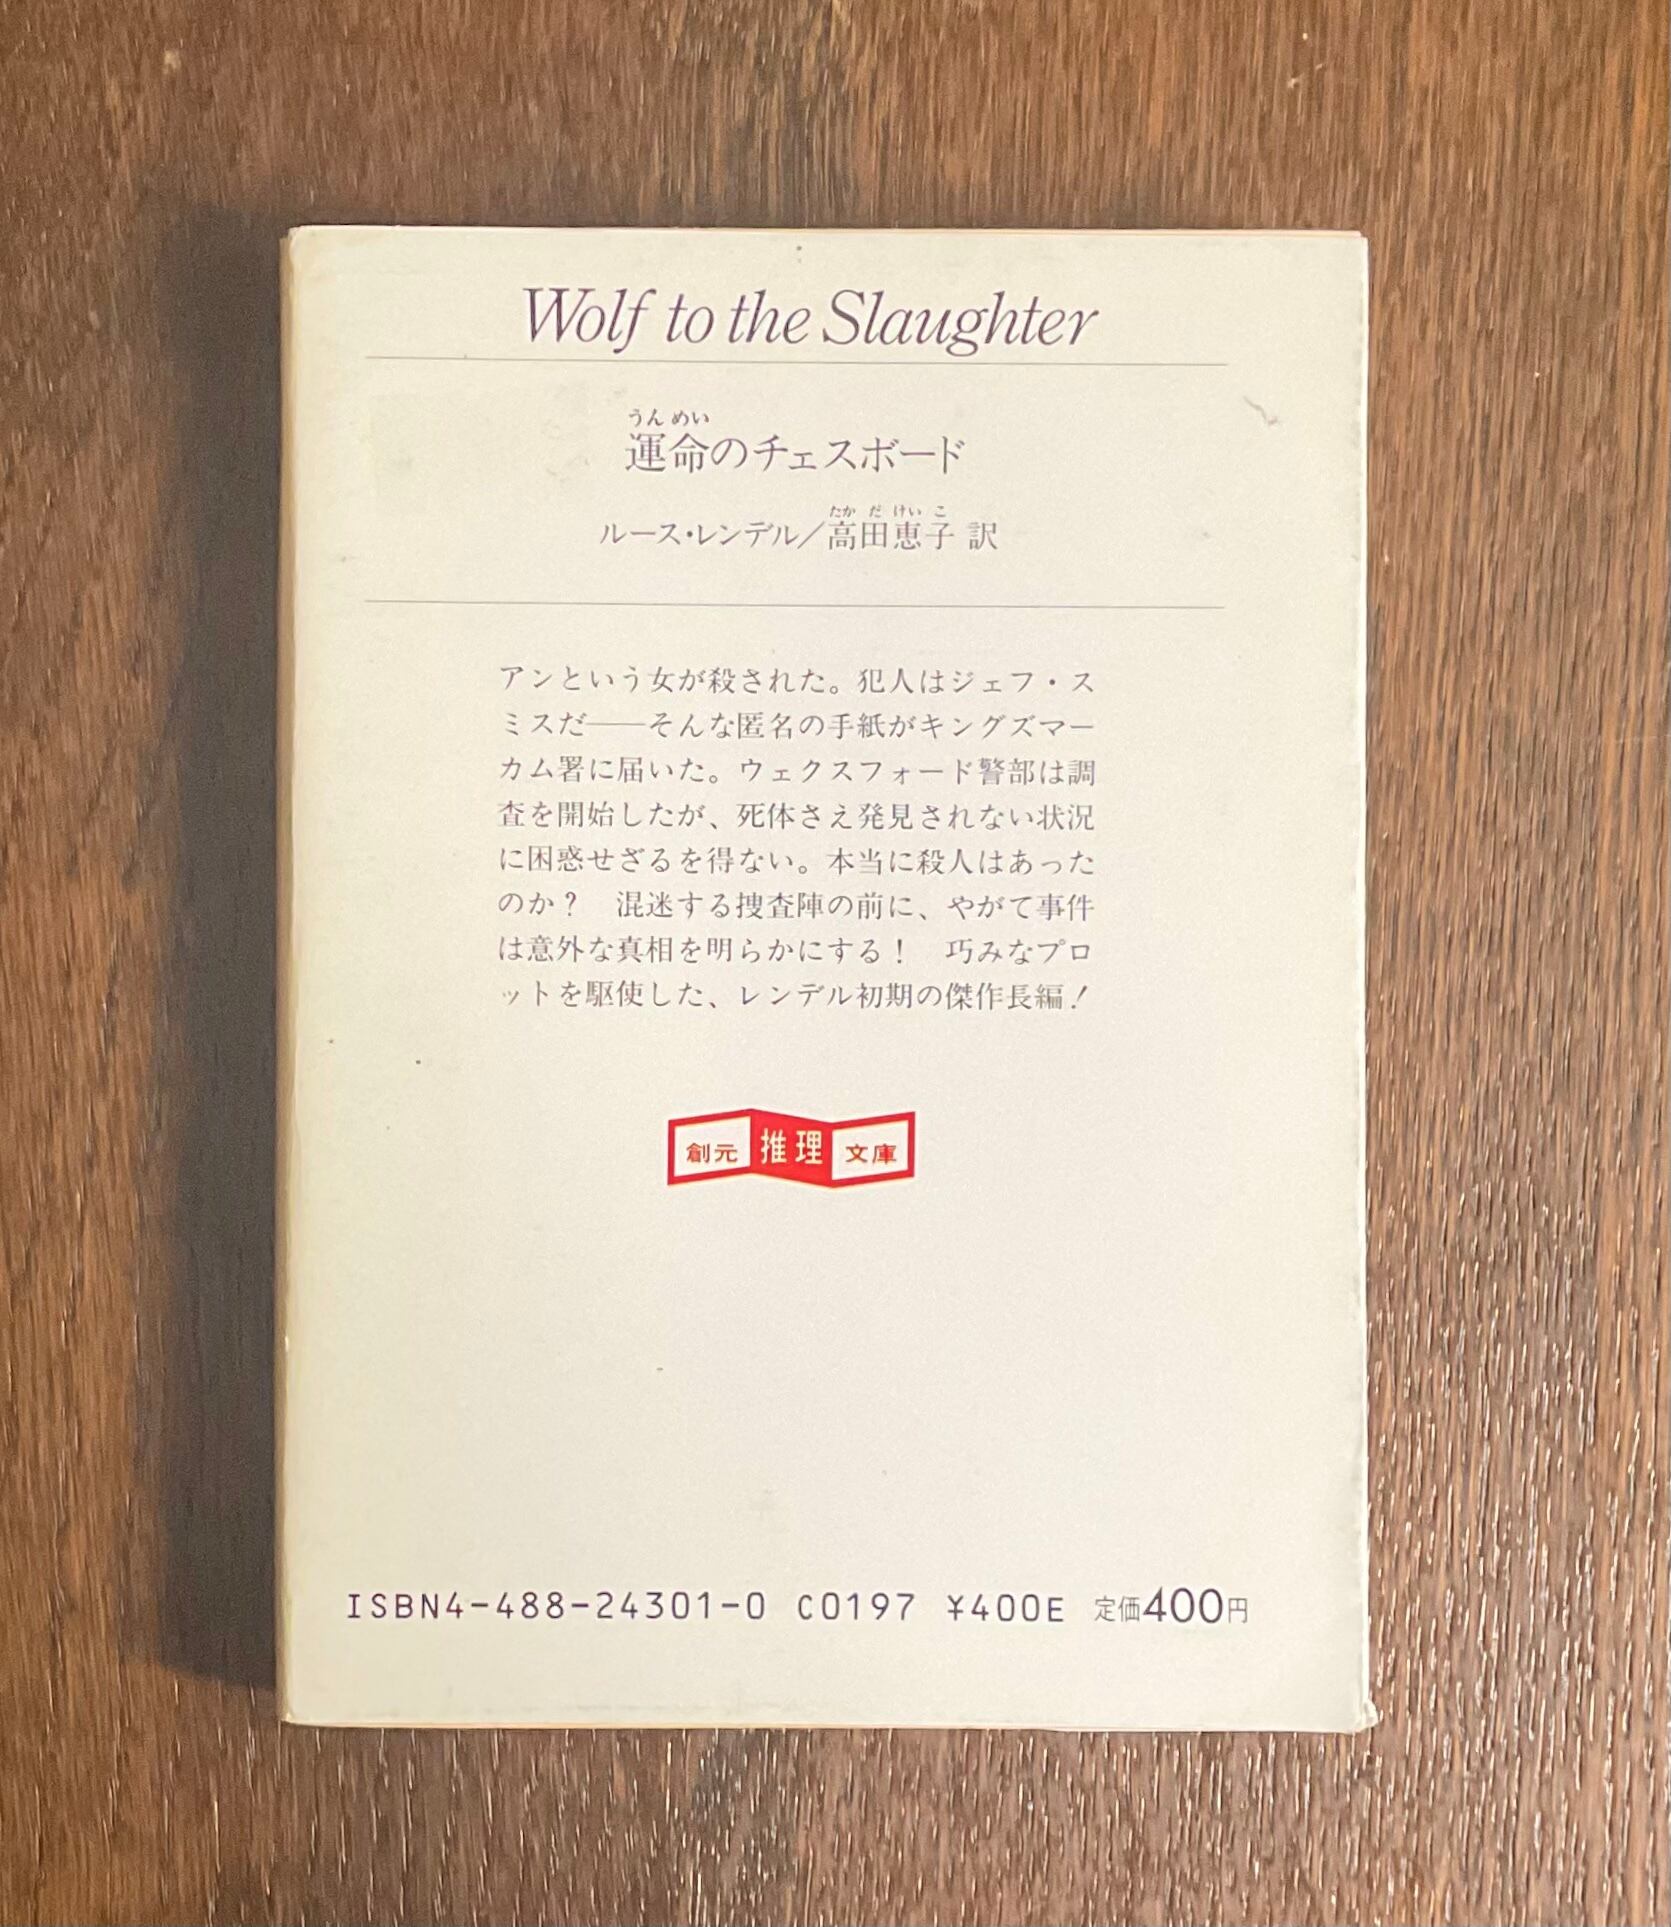 Wolf to the Slaughter
うんめい
運命のチェスボード
たかだけいこ
ルース・レンデル／高田恵子 訳
アンという女が殺された。犯人はジェフ・ス
ミスだ――そんな匿名の手紙がキングズマー
カム署に届いた。ウェクスフォード警部は調
査を開始したが、死体さえ発見されない状況
に困惑せざるを得ない。本当に殺人はあった
のか？　混迷する捜査陣の前に、やがて事件
は意外な真相を明らかにする！　巧みなプロ
ットを駆使した、レンデル初期の傑作長編！
創元推理文庫
ISBN4-488-24301-0 C0197 ¥400E 定価400円